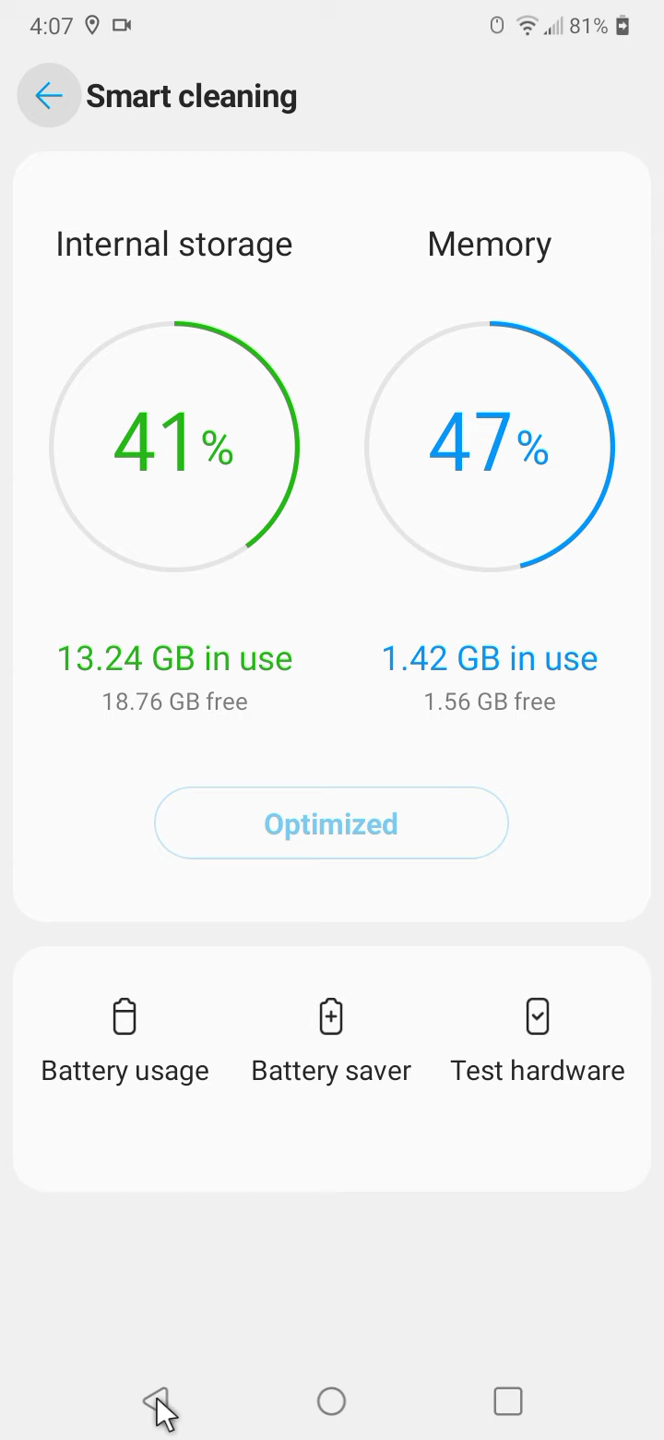 4:07 81%
Smart cleaning
Internal storage Memory
41% 47%
13.24 GB in use 1.42 GB in use
18.76 GB free 1.56 GB free
Optimized
Battery usage Battery saver Test hardware